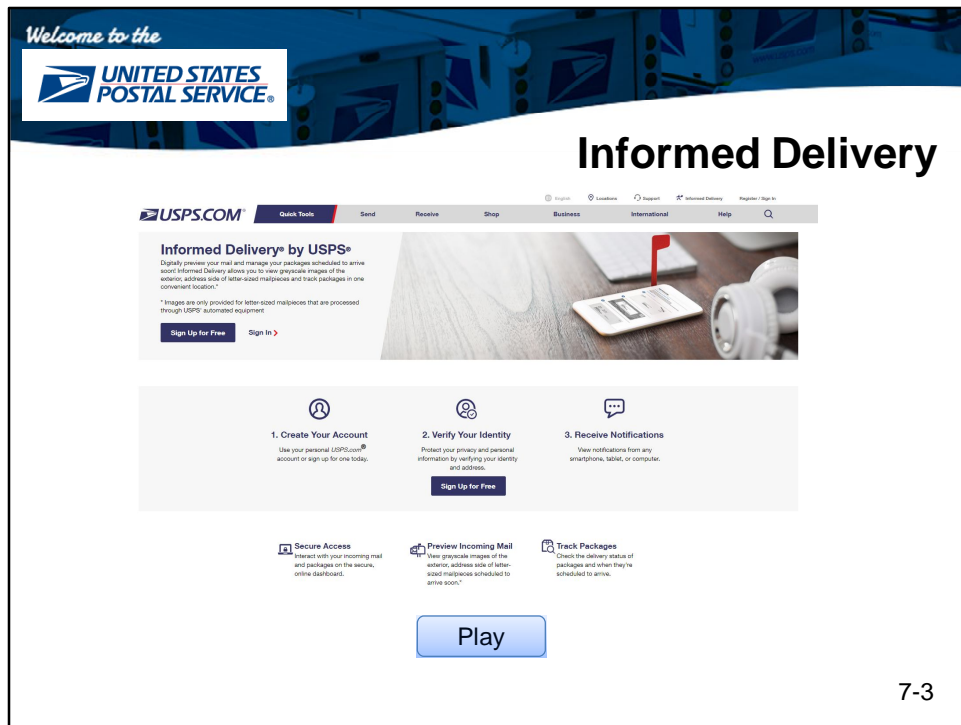 Welcome to the
UNITED STATES
POSTAL SERVICE®
www.usps.com
Informed Delivery
English Locations Support Informed Delivery Register / Sign In
USPS.COM® Quick Tools Send Receive Shop Business International Help
Informed Delivery® by USPS®
Digitally preview your mail and manage your packages scheduled to arrive
soon! Informed Delivery allows you to view greyscale images of the
exterior, address side of letter-sized mailpieces and track packages in one
convenient location.*
* Images are only provided for letter-sized mailpieces that are processed
through USPS' automated equipment
Sign Up for Free Sign In
1. Create Your Account
Use your personal USPS.com®
account or sign up for one today.
2. Verify Your Identity
Protect your privacy and personal
information by verifying your identity
and address.
Sign Up for Free
3. Receive Notifications
View notifications from any
smartphone, tablet, or computer.
Secure Access
Interact with your incoming mail
and packages on the secure,
online dashboard.
Preview Incoming Mail
View grayscale images of the
exterior, address side of letter-
sized mailpieces scheduled to
arrive soon.*
Track Packages
Check the delivery status of
packages and when they're
scheduled to arrive.
Play
7-3